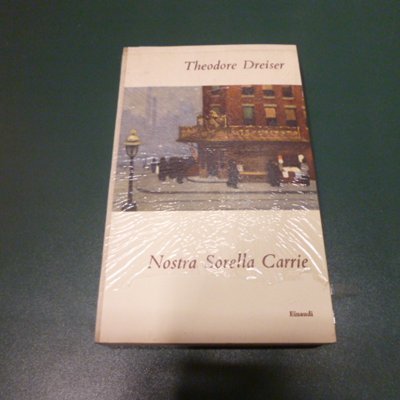 Theodore Dreiser
Nostra Sorella Carrie
Einaudi